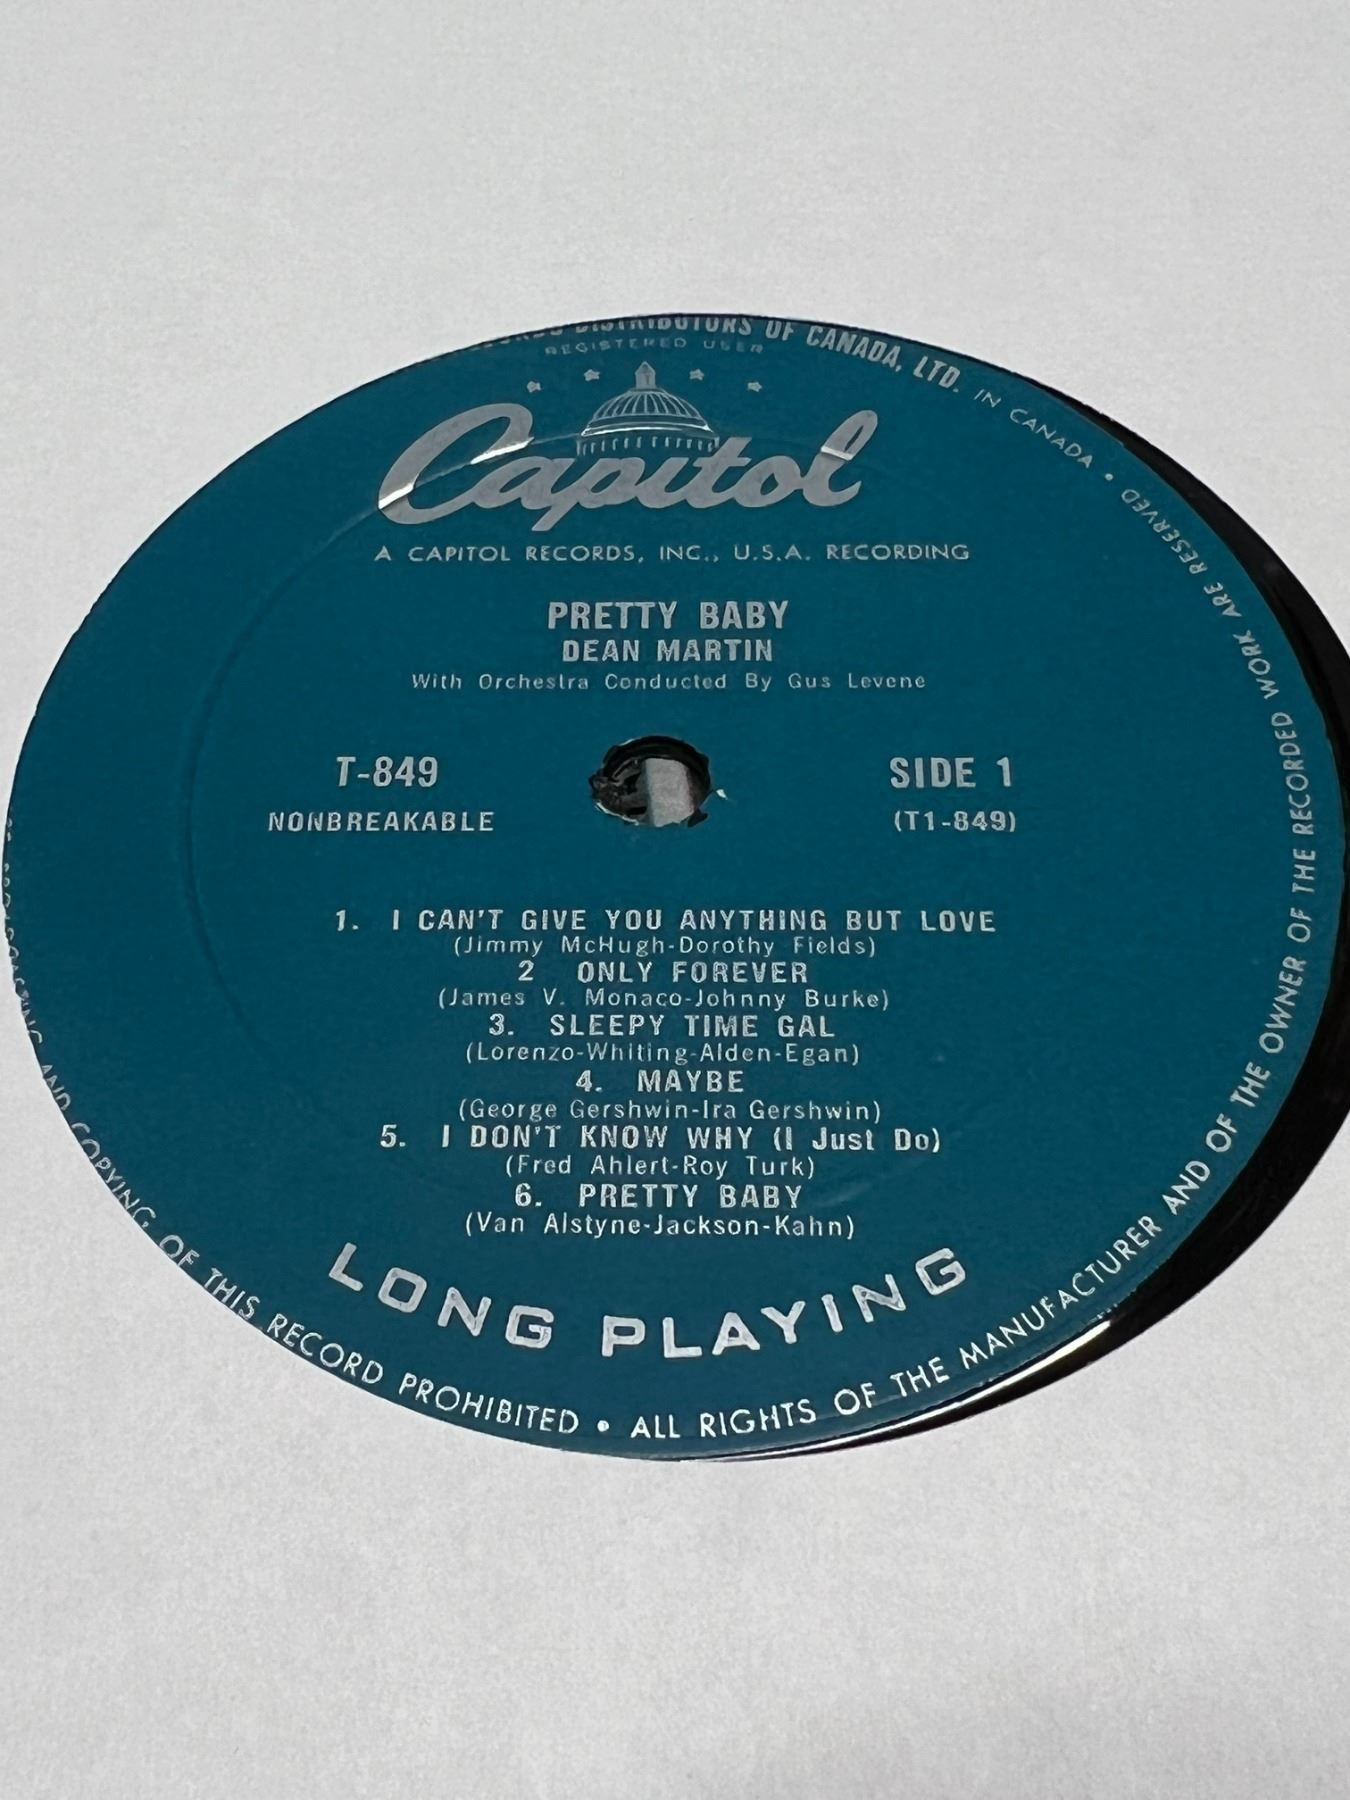 DISTRIBUTORS OF CANADA, LTD. IN CANADA • ALL RIGHTS OF THE MANUFACTURER AND OF THE OWNER OF THE RECORDED WORK ARE RESERVED
REGISTERED USER
Capitol
A CAPITOL RECORDS, INC., U.S.A. RECORDING
PRETTY BABY
DEAN MARTIN
With Orchestra Conducted By Gus Levene
T-849
SIDE 1
NONBREAKABLE
(T1-849)
1. I CAN'T GIVE YOU ANYTHING BUT LOVE
(Jimmy McHugh-Dorothy Fields)
2 ONLY FOREVER
(James V. Monaco-Johnny Burke)
3. SLEEPY TIME GAL
(Lorenzo-Whiting-Alden-Egan)
4. MAYBE
(George Gershwin-Ira Gershwin)
5. I DON'T KNOW WHY (I Just Do)
(Fred Ahlert-Roy Turk)
6. PRETTY BABY
(Van Alstyne-Jackson-Kahn)
LONG PLAYING
AND COPYING OF THIS RECORD PROHIBITED •